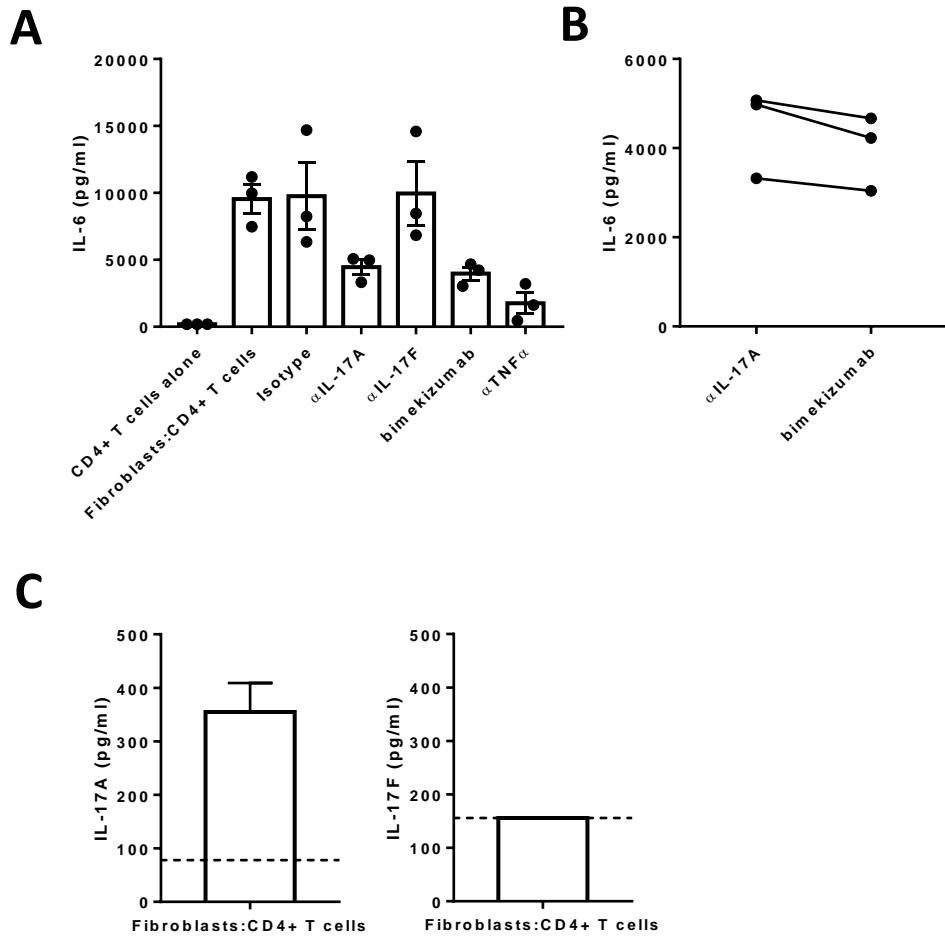 A
IL-6 (pg/ml)
20000
15000
10000
5000
0
CD4+ T cells alone
Fibroblasts:CD4+ T cells
Isotype
αIL-17A
αIL-17F
bimekizumab
αTNFα
B
IL-6 (pg/ml)
6000
4000
2000
0
αIL-17A
bimekizumab
C
IL-17A (pg/ml)
500
400
300
200
100
0
Fibroblasts:CD4+ T cells
IL-17F (pg/ml)
500
400
300
200
100
0
Fibroblasts:CD4+ T cells